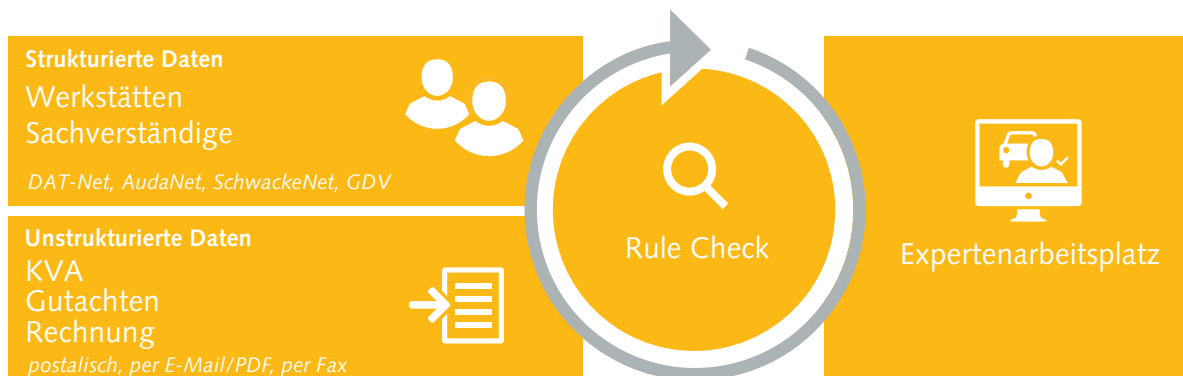 Strukturierte Daten
Werkstätten
Sachverständige
DAT-Net, AudaNet, SchwackeNet, GDV
Unstrukturierte Daten
KVA
Gutachten
Rechnung
postalisch, per E-Mail/PDF, per Fax
Rule Check
Expertenarbeitsplatz